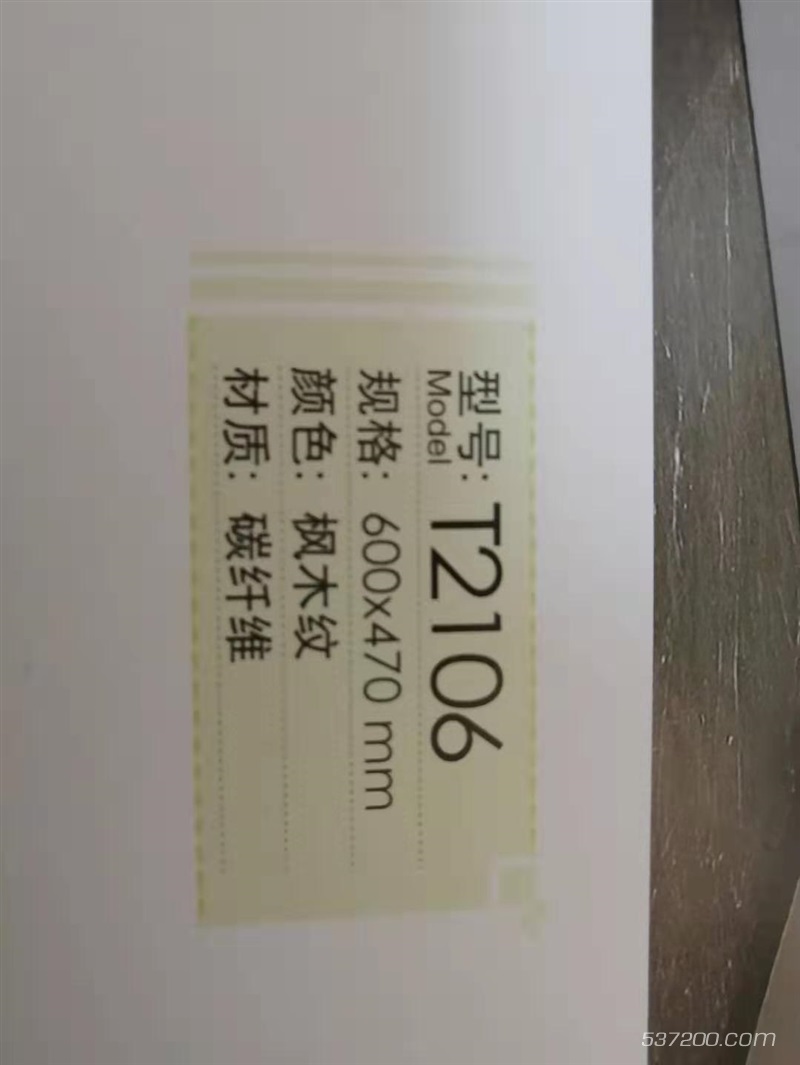 型号: T2106
Model
规格: 600x470 mm
颜色: 枫木纹
材质: 碳纤维
537200.com